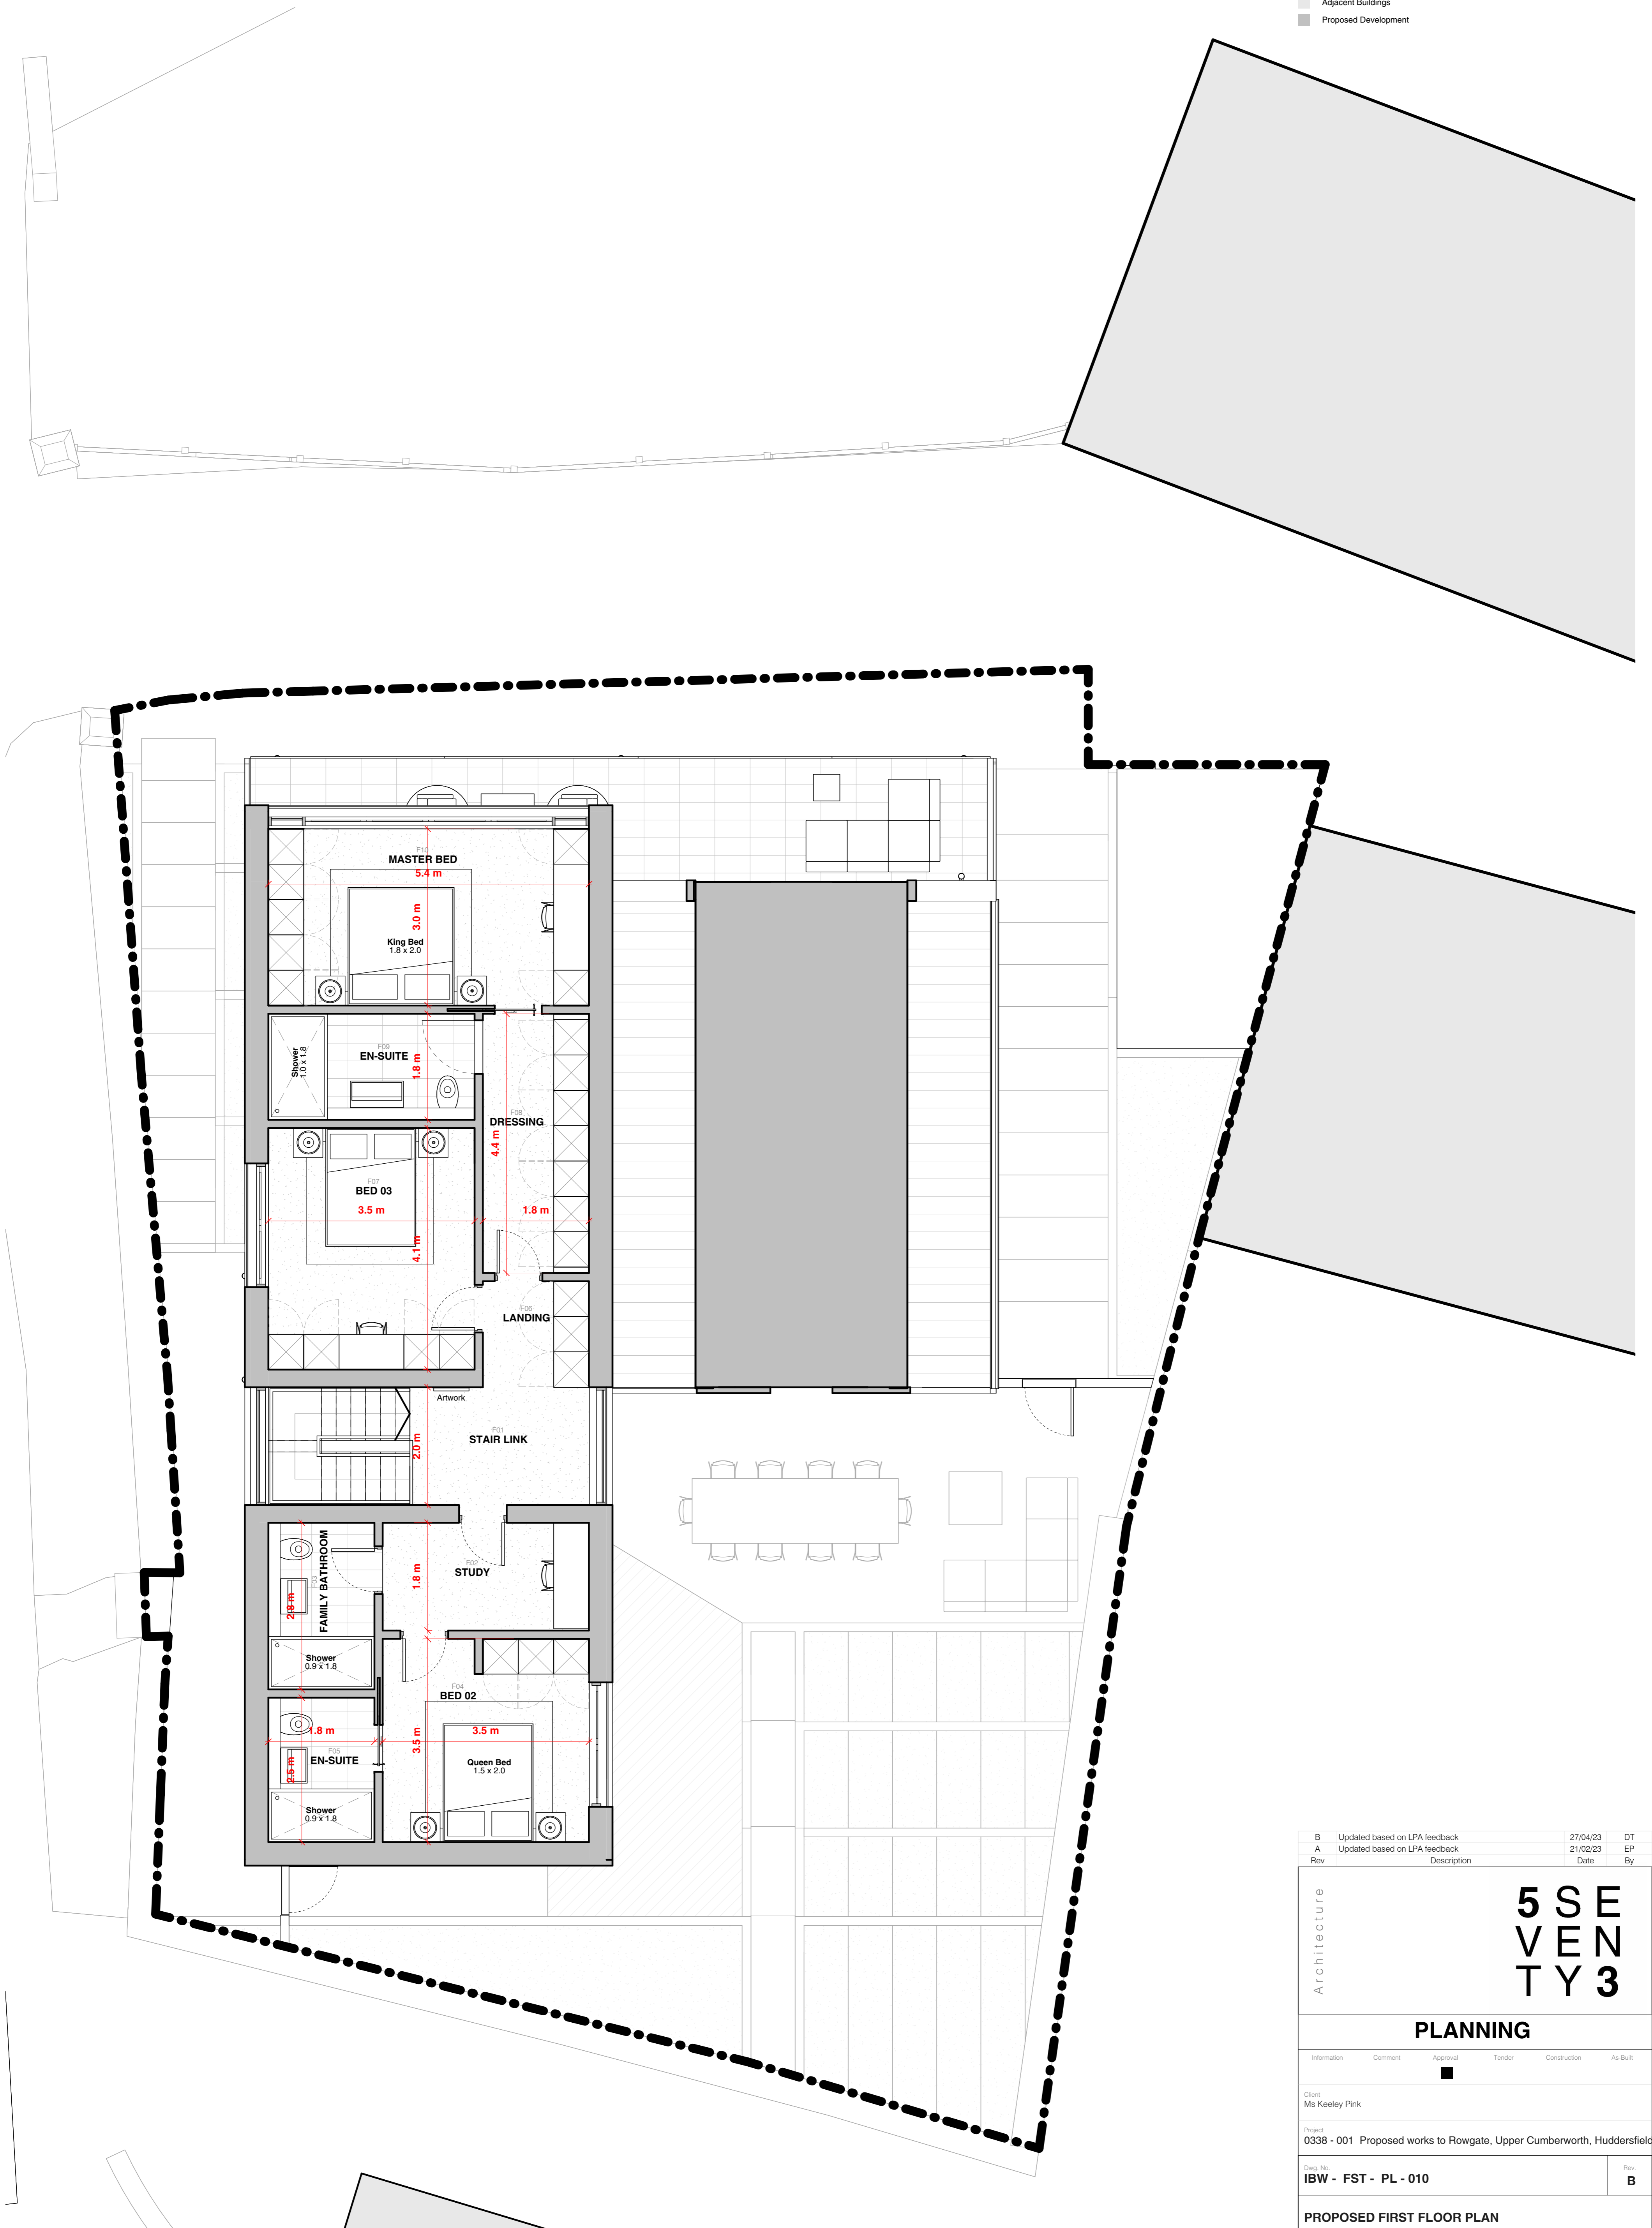 Adjacent Buildings
Proposed Development
F10
MASTER BED
5.4 m
3.0 m
King Bed
1.8 x 2.0
Shower
1.0 x 1.8
F09
EN-SUITE
1.8 m
F08
DRESSING
4.4 m
F07
BED 03
3.5 m
1.8 m
4.1 m
F06
LANDING
Artwork
F01
STAIR LINK
2.0 m
F03
FAMILY BATHROOM
2.8 m
F02
STUDY
1.8 m
Shower
0.9 x 1.8
F04
BED 02
1.8 m
3.5 m
3.5 m
F05
EN-SUITE
2.5 m
Queen Bed
1.5 x 2.0
Shower
0.9 x 1.8
B Updated based on LPA feedback 27/04/23 DT
A Updated based on LPA feedback 21/02/23 EP
Rev Description Date By
Architecture
5 S E
V E N
T Y 3
PLANNING
Information Comment Approval Tender Construction As-Built
Client
Ms Keeley Pink
Project
0338 - 001 Proposed works to Rowgate, Upper Cumberworth, Huddersfield
Dwg. No. Rev.
IBW - FST - PL - 010 B
PROPOSED FIRST FLOOR PLAN